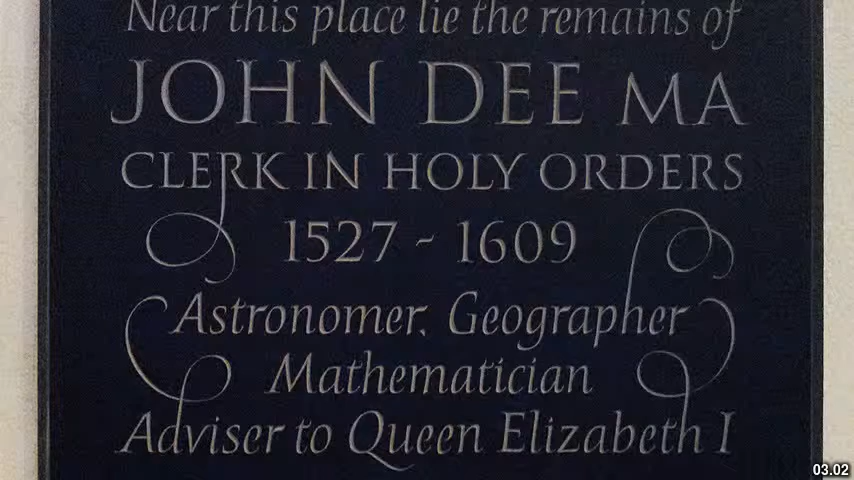 Near this place lie the remains of
JOHN DEE MA
CLERK IN HOLY ORDERS
1527 ~ 1609
Astronomer. Geographer
Mathematician
Adviser to Queen Elizabeth I
03.02